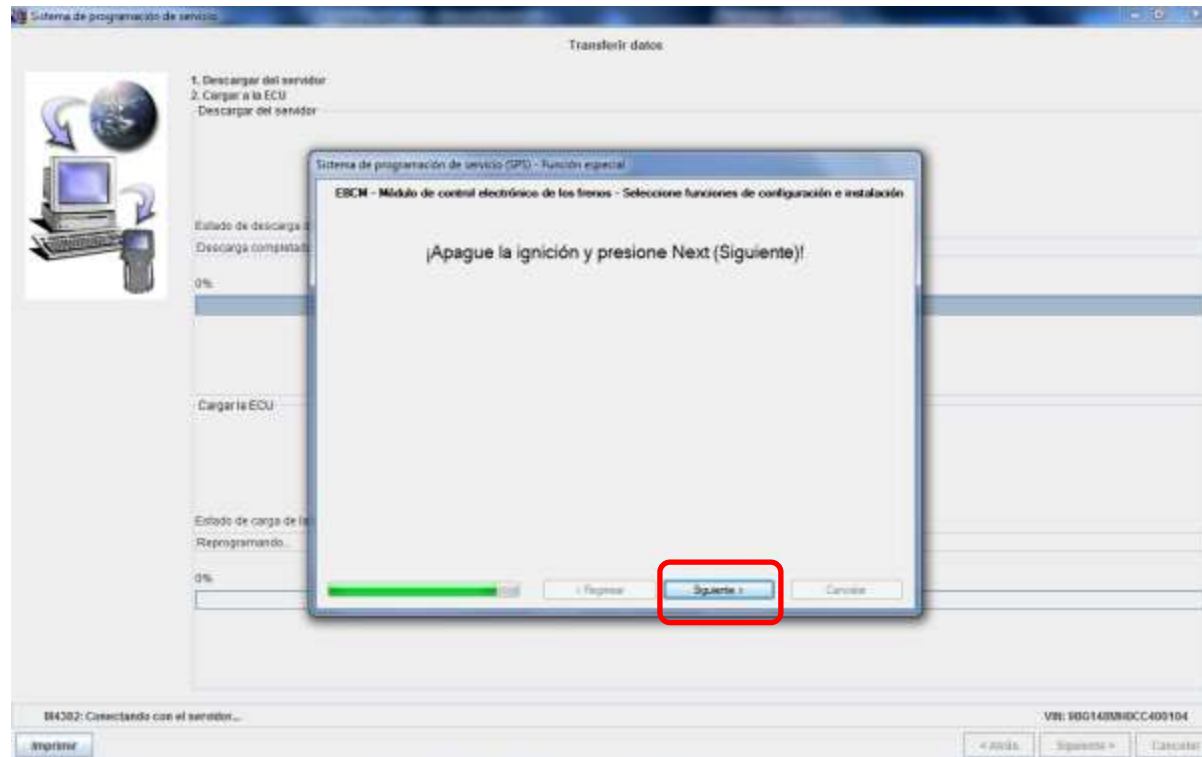 Sistema de programación de servicio
Transferir datos
1. Descargar del servidor
2. Cargar a la ECU
Descargar del servidor
Sistema de programación de servicio (SPS) - Función especial
EBCM - Módulo de control electrónico de los frenos - Seleccione funciones de configuración e instalación
¡Apague la ignición y presione Next (Siguiente)!
Estado de descarga
Descarga completada
0%
Cargar la ECU
Estado de carga de la
Reprogramando...
0%
< Regresar
Siguiente >
Cancelar
Conectando con el servidor...
VIN:
Imprimir
< Atrás
Siguiente >
Cancelar